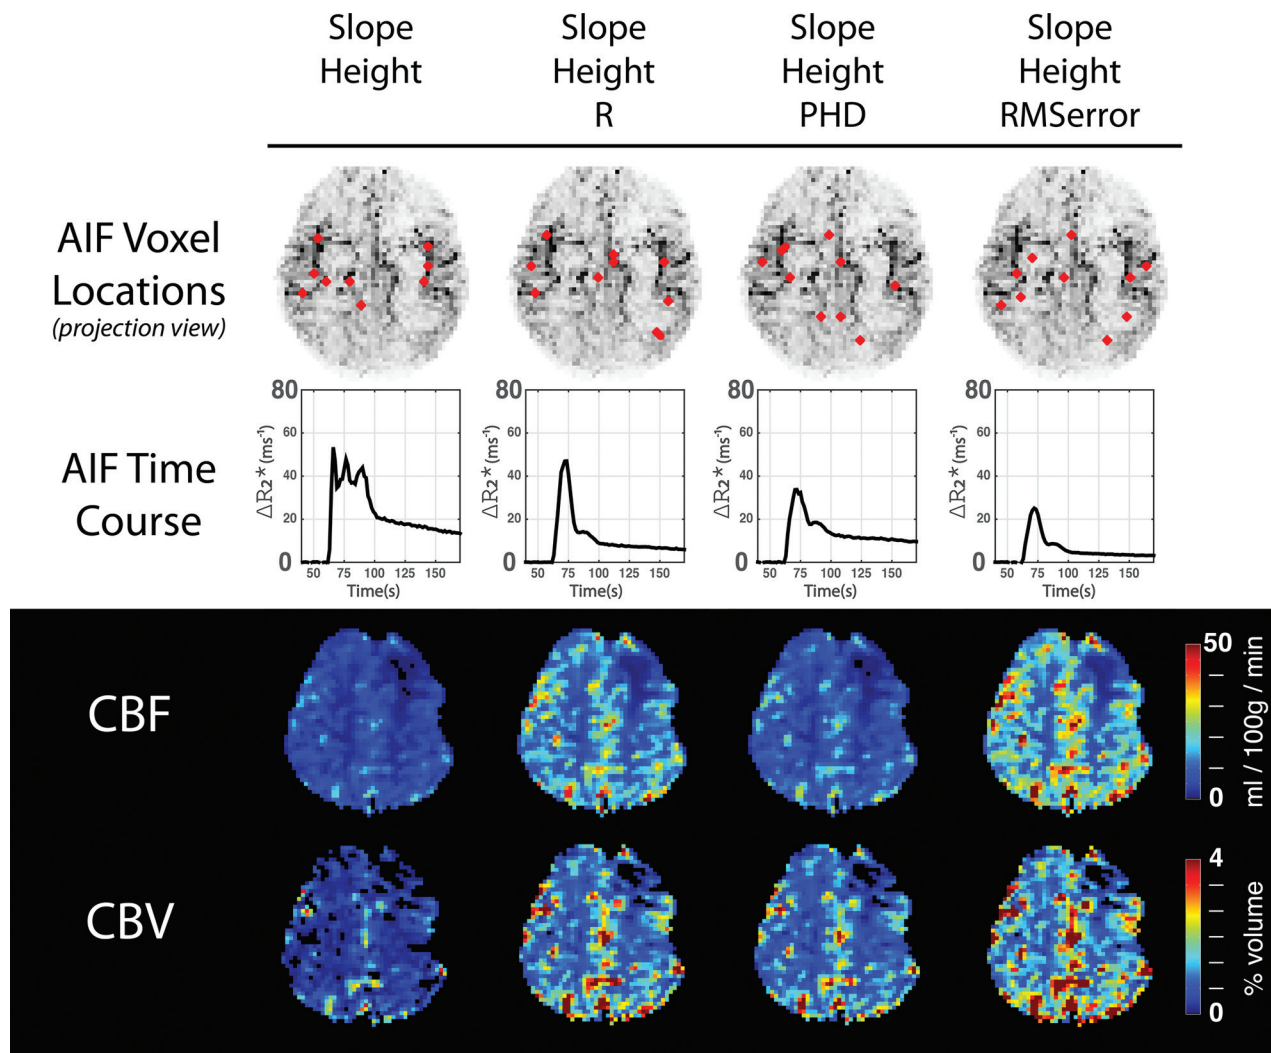 Slope Height
Slope Height R
Slope Height PHD
Slope Height RMSerror
AIF Voxel
Locations
(projection view)
AIF Time
Course
80
60
40
20
0
ΔR2* (ms-1)
50 75 100 125 150
Time(s)
80
60
40
20
0
ΔR2* (ms-1)
50 75 100 125 150
Time(s)
80
60
40
20
0
ΔR2* (ms-1)
50 75 100 125 150
Time(s)
80
60
40
20
0
ΔR2* (ms-1)
50 75 100 125 150
Time(s)
CBF
50
0
ml / 100g / min
CBV
4
0
% volume